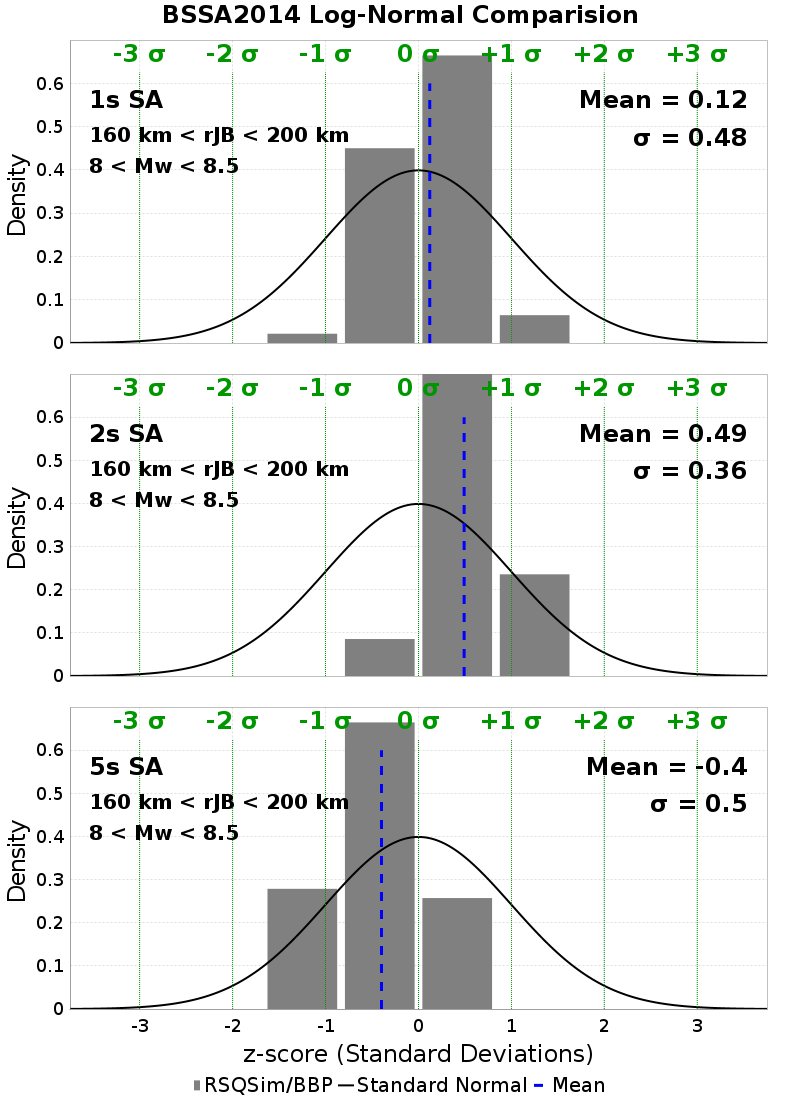 BSSA2014 Log-Normal Comparision
-3 σ -2 σ -1 σ 0 σ +1 σ +2 σ +3 σ
1s SA
Mean = 0.12
160 km < rJB < 200 km
σ = 0.48
8 < Mw < 8.5
Density
0.6
0.5
0.4
0.3
0.2
0.1
0
-3 σ -2 σ -1 σ 0 σ +1 σ +2 σ +3 σ
2s SA
Mean = 0.49
160 km < rJB < 200 km
σ = 0.36
8 < Mw < 8.5
Density
0.6
0.5
0.4
0.3
0.2
0.1
0
-3 σ -2 σ -1 σ 0 σ +1 σ +2 σ +3 σ
5s SA
Mean = -0.4
160 km < rJB < 200 km
σ = 0.5
8 < Mw < 8.5
Density
0.6
0.5
0.4
0.3
0.2
0.1
0
-3 -2 -1 0 1 2 3
z-score (Standard Deviations)
RSQSim/BBP Standard Normal Mean